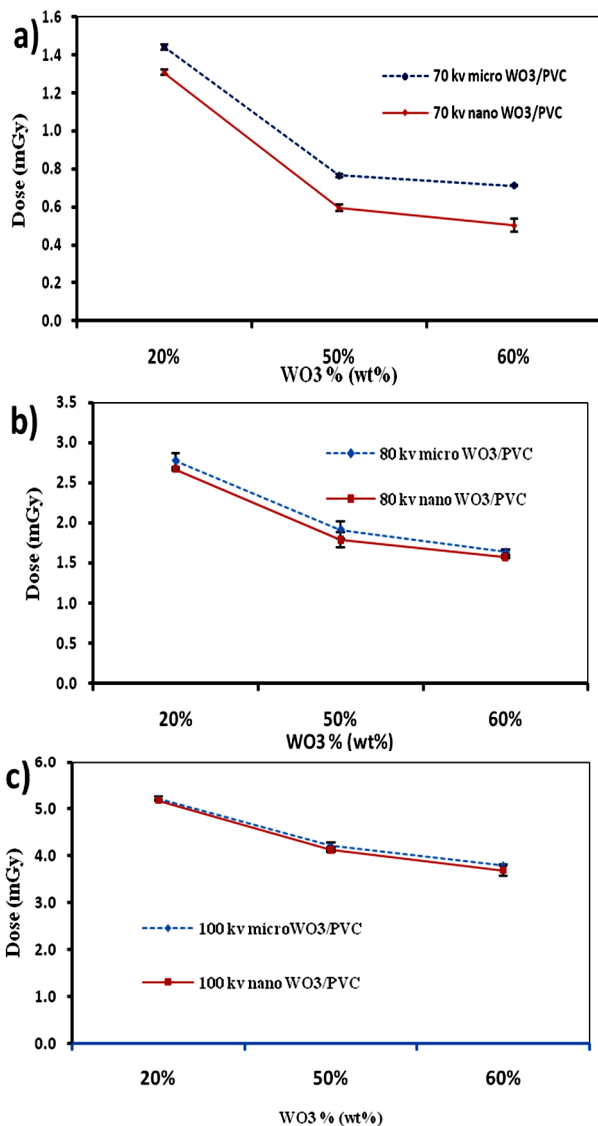 a)
1.6
1.4
1.2
1.0
0.8
0.6
0.4
0.2
0.0
Dose (mGy)
70 kv micro WO3/PVC
70 kv nano WO3/PVC
20%
50%
60%
WO3 % (wt%)
b)
3.5
3.0
2.5
2.0
1.5
1.0
0.5
0.0
Dose (mGy)
80 kv micro WO3/PVC
80 kv nano WO3/PVC
20%
50%
60%
WO3 % (wt%)
c)
6.0
5.0
4.0
3.0
2.0
1.0
0.0
Dose (mGy)
100 kv microWO3/PVC
100 kv nano WO3/PVC
20%
50%
60%
WO3 % (wt%)